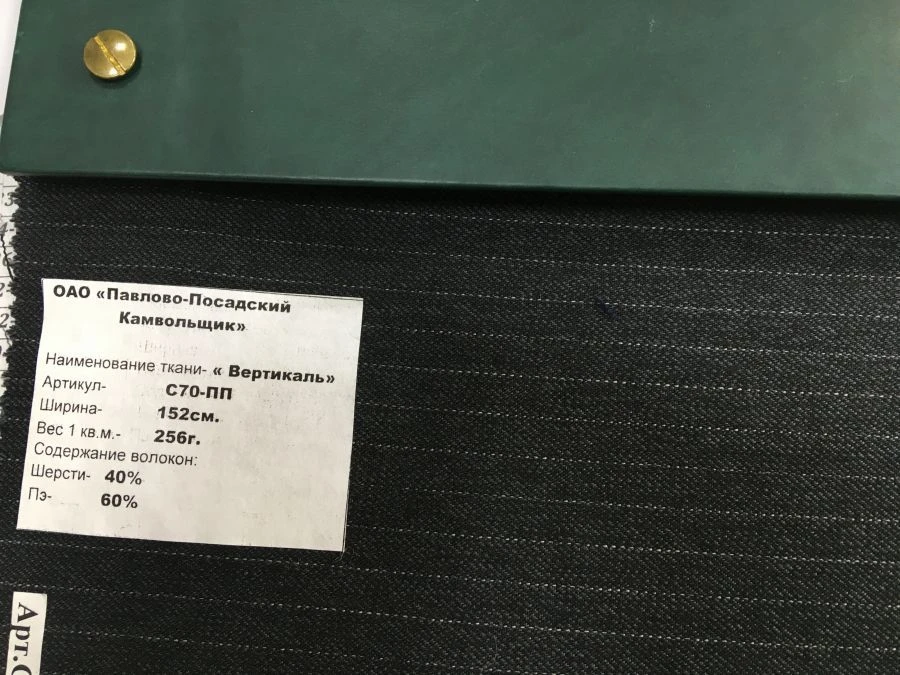 ОАО «Павлово-Посадский
Камвольщик»
Наименование ткани- « Вертикаль»
Артикул- С70-ПП
Ширина- 152см.
Вес 1 кв.м.- 256г.
Содержание волокон:
Шерсти- 40%
Пэ- 60%
Арт.С